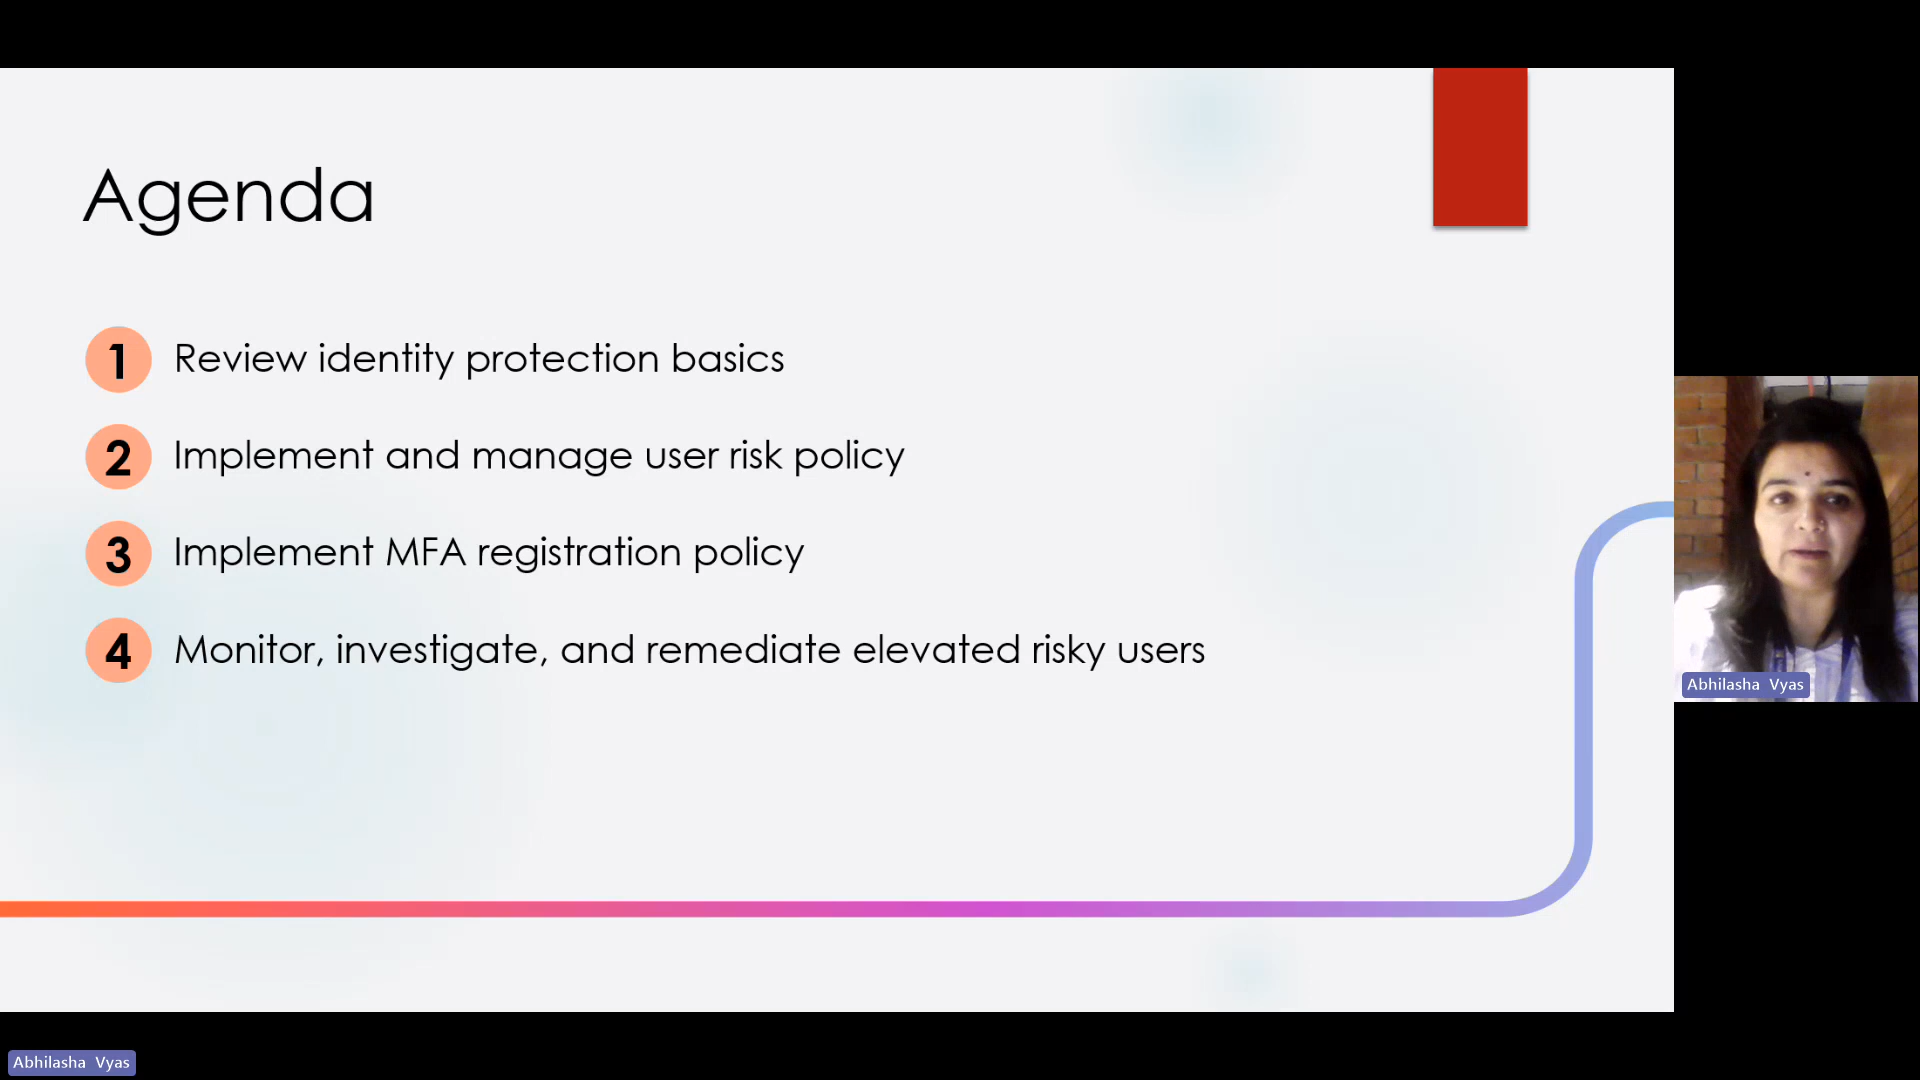 Agenda
1 Review identity protection basics
2 Implement and manage user risk policy
3 Implement MFA registration policy
4 Monitor, investigate, and remediate elevated risky users
Abhilasha Vyas
Abhilasha Vyas